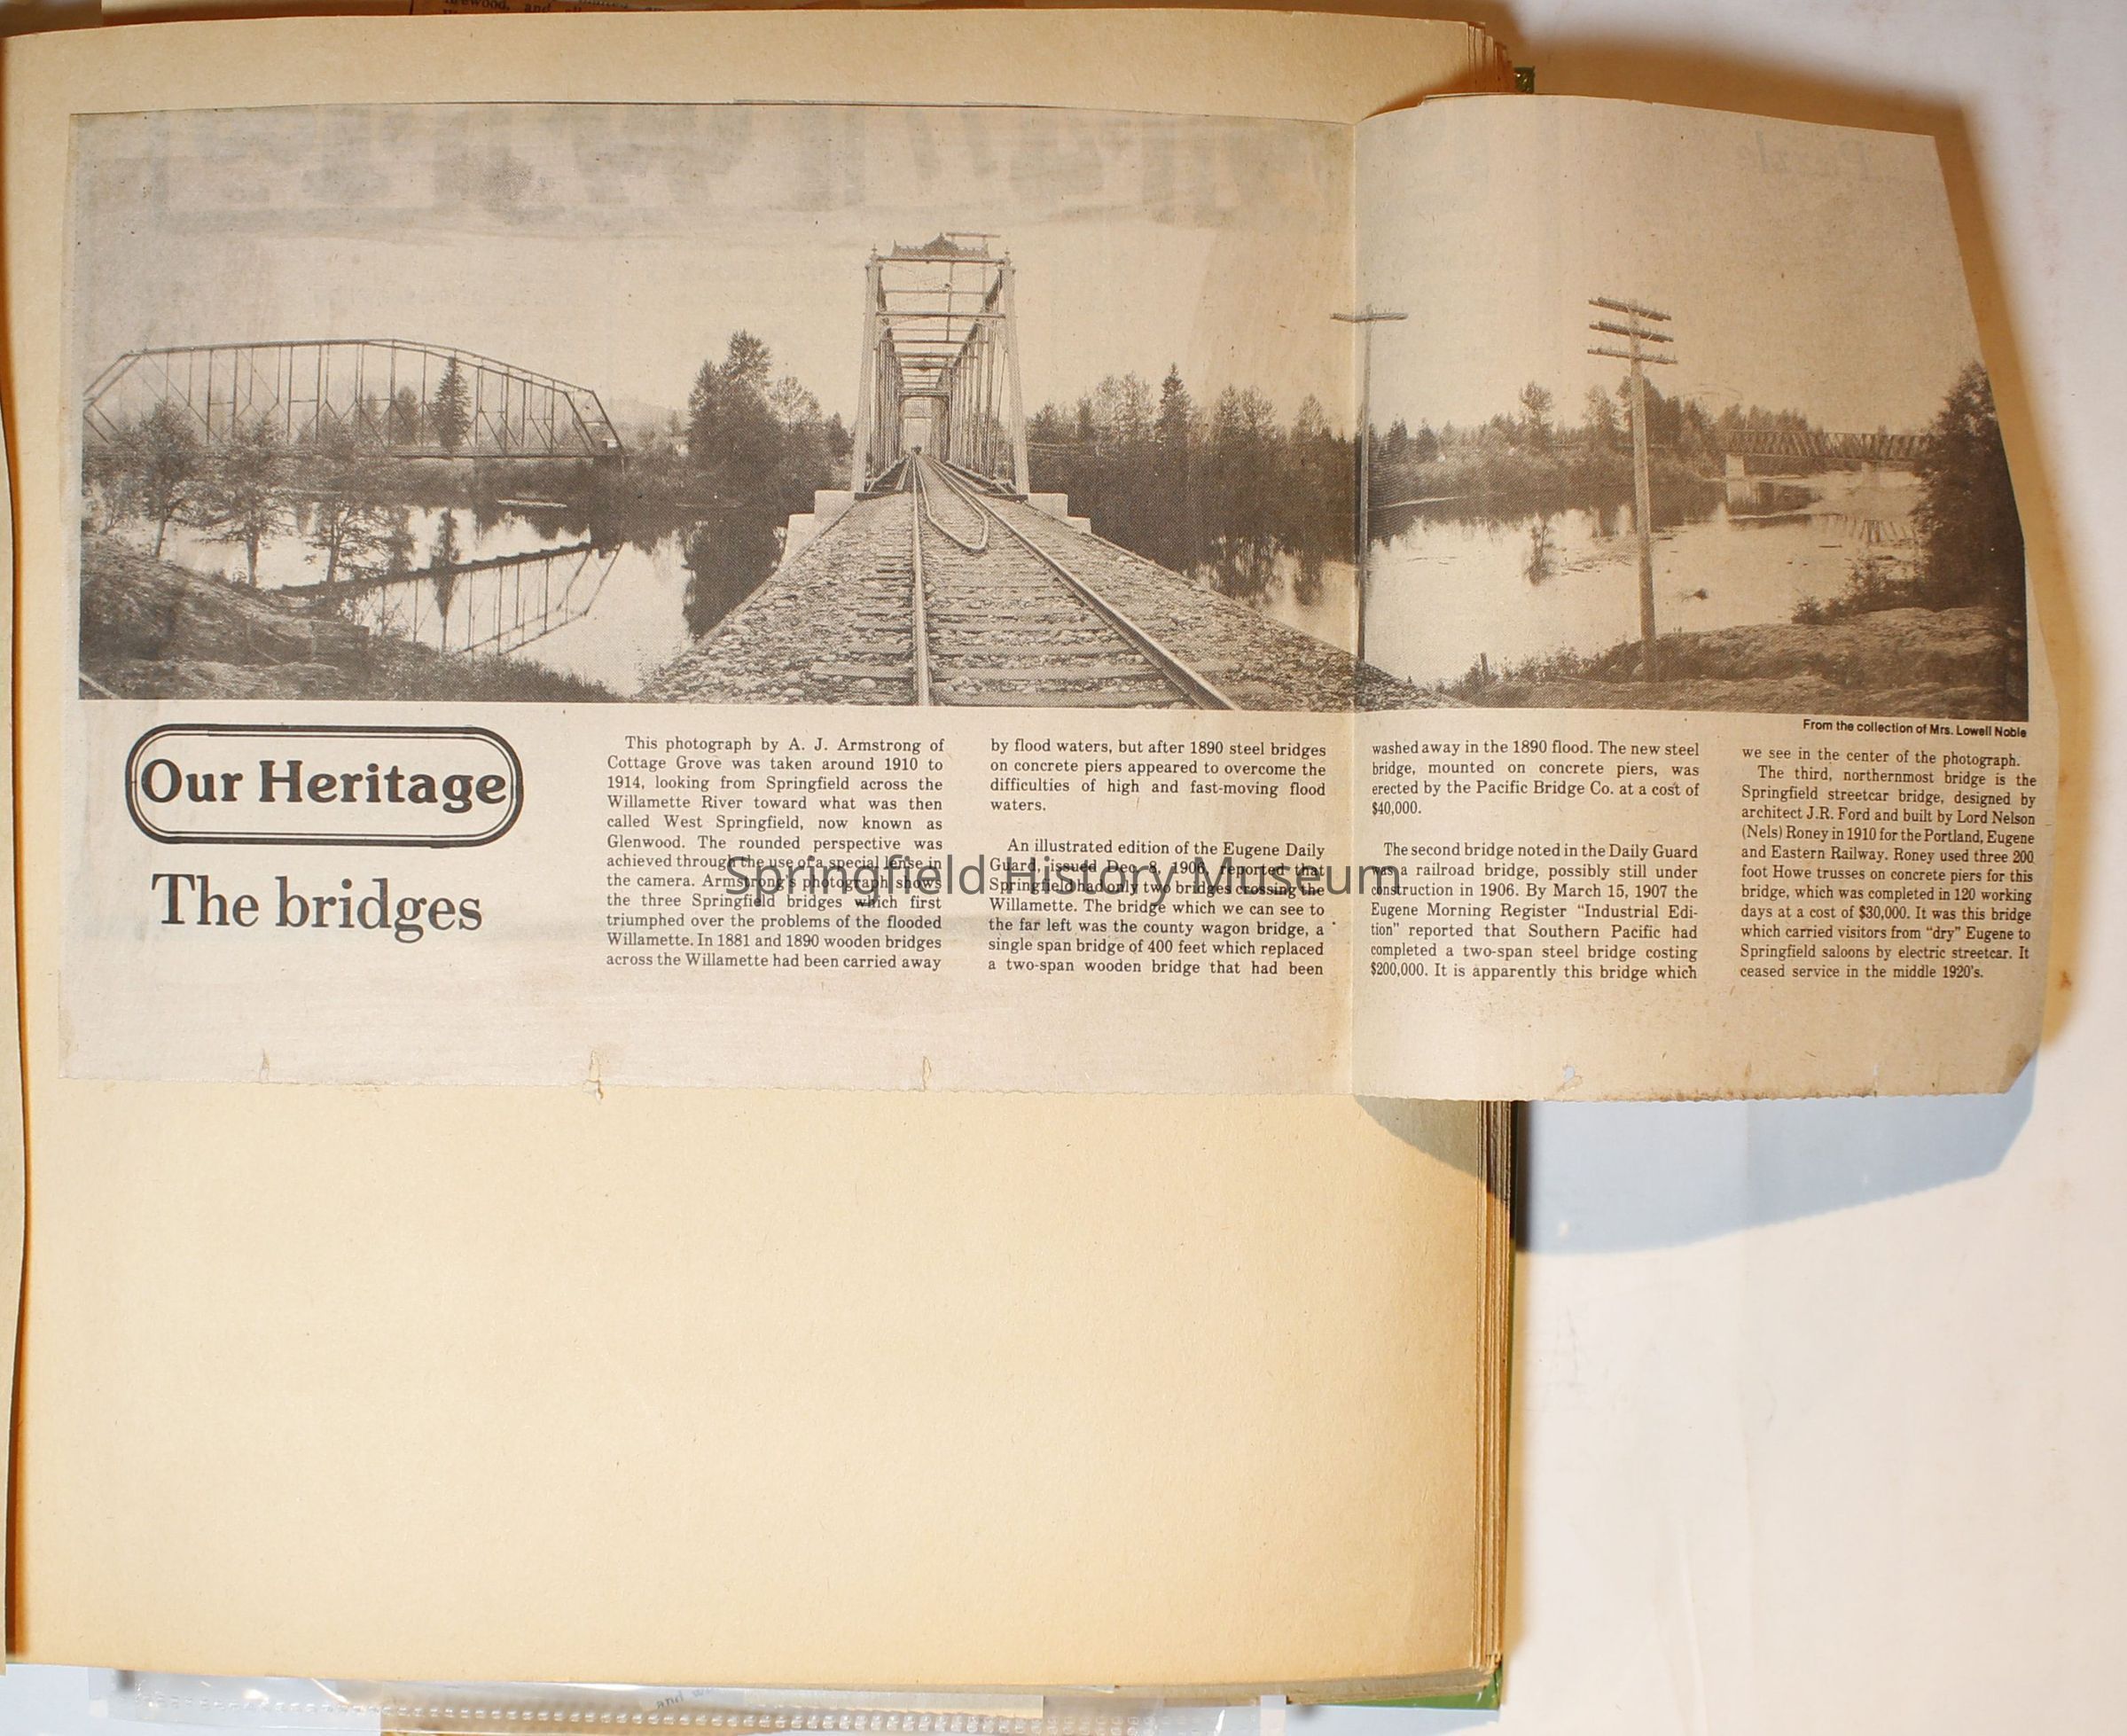 From the collection of Mrs. Lowell Noble
Our Heritage
The bridges
This photograph by A. J. Armstrong of
Cottage Grove was taken around 1910 to
1914, looking from Springfield across the
Willamette River toward what was then
called West Springfield, now known as
Glenwood. The rounded perspective was
achieved through the use of a special lense in
the camera. Armstrong's photograph shows
the three Springfield bridges which first
triumphed over the problems of the flooded
Willamette. In 1881 and 1890 wooden bridges
across the Willamette had been carried away
by flood waters, but after 1890 steel bridges
on concrete piers appeared to overcome the
difficulties of high and fast-moving flood
waters.
An illustrated edition of the Eugene Daily
Guard, issued Dec. 8, 1906, reported that
Springfield had only two bridges crossing the
Willamette. The bridge which we can see to
the far left was the county wagon bridge, a
single span bridge of 400 feet which replaced
a two-span wooden bridge that had been
washed away in the 1890 flood. The new steel
bridge, mounted on concrete piers, was
erected by the Pacific Bridge Co. at a cost of
$40,000.
The second bridge noted in the Daily Guard
was a railroad bridge, possibly still under
construction in 1906. By March 15, 1907 the
Eugene Morning Register "Industrial Edi-
tion" reported that Southern Pacific had
completed a two-span steel bridge costing
$200,000. It is apparently this bridge which
we see in the center of the photograph.
The third, northernmost bridge is the
Springfield streetcar bridge, designed by
architect J.R. Ford and built by Lord Nelson
(Nels) Roney in 1910 for the Portland, Eugene
and Eastern Railway. Roney used three 200
foot Howe trusses on concrete piers for this
bridge, which was completed in 120 working
days at a cost of $30,000. It was this bridge
which carried visitors from "dry" Eugene to
Springfield saloons by electric streetcar. It
ceased service in the middle 1920's.
Springfield History Museum